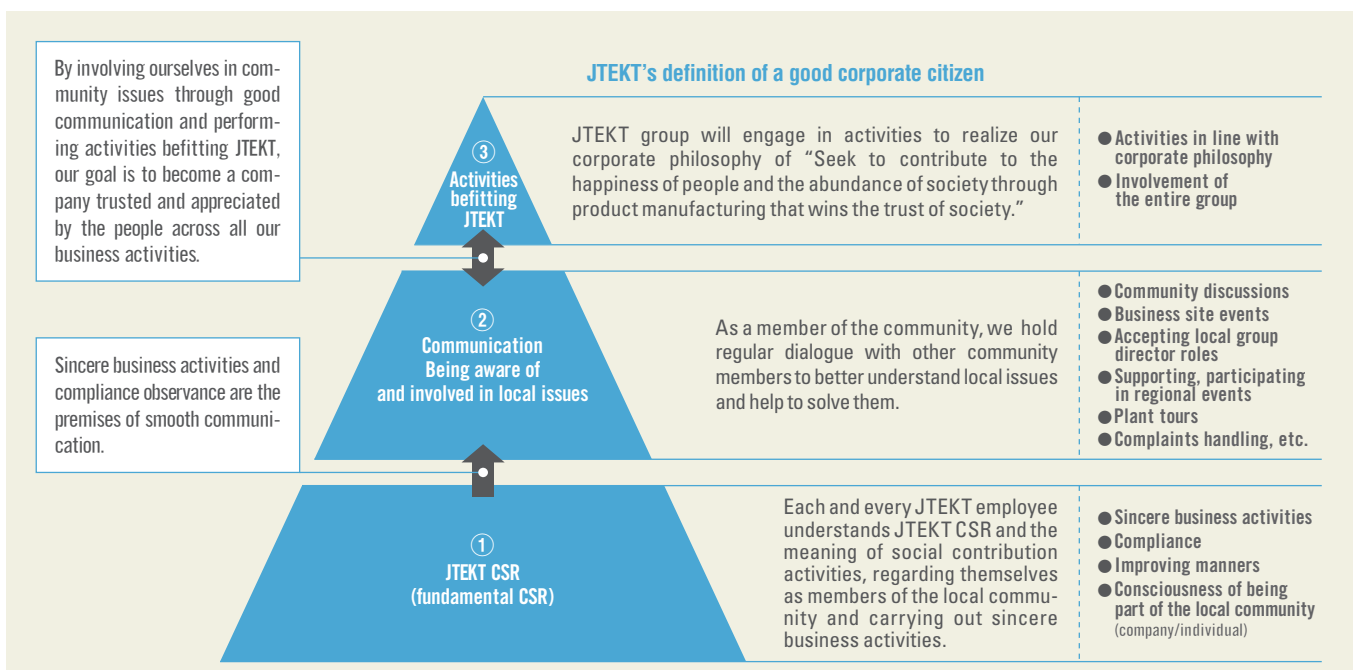 By involving ourselves in com-
munity issues through good
communication and perform-
ing activities befitting JTEKT,
our goal is to become a com-
pany trusted and appreciated
by the people across all our
business activities.
Sincere business activities and
compliance observance are the
premises of smooth communi-
cation.
JTEKT's definition of a good corporate citizen
③
Activities
befitting
JTEKT
JTEKT group will engage in activities to realize our
corporate philosophy of “Seek to contribute to the
happiness of people and the abundance of society through
product manufacturing that wins the trust of society.”
● Activities in line with
corporate philosophy
● Involvement of
the entire group
②
Communication
Being aware of
and involved in local issues
As a member of the community, we hold
regular dialogue with other community
members to better understand local issues
and help to solve them.
● Community discussions
● Business site events
● Accepting local group
director roles
● Supporting, participating
in regional events
● Plant tours
● Complaints handling, etc.
①
JTEKT CSR
(fundamental CSR)
Each and every JTEKT employee
understands JTEKT CSR and the
meaning of social contribution
activities, regarding themselves
as members of the local commu-
nity and carrying out sincere
business activities.
● Sincere business activities
● Compliance
● Improving manners
● Consciousness of being
part of the local community
(company/individual)